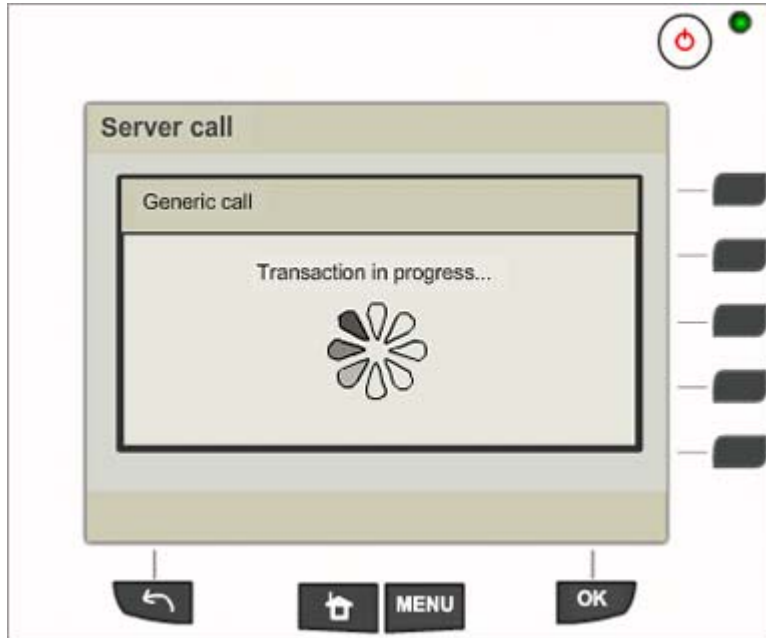 Server call
Generic call
Transaction in progress...
MENU
OK